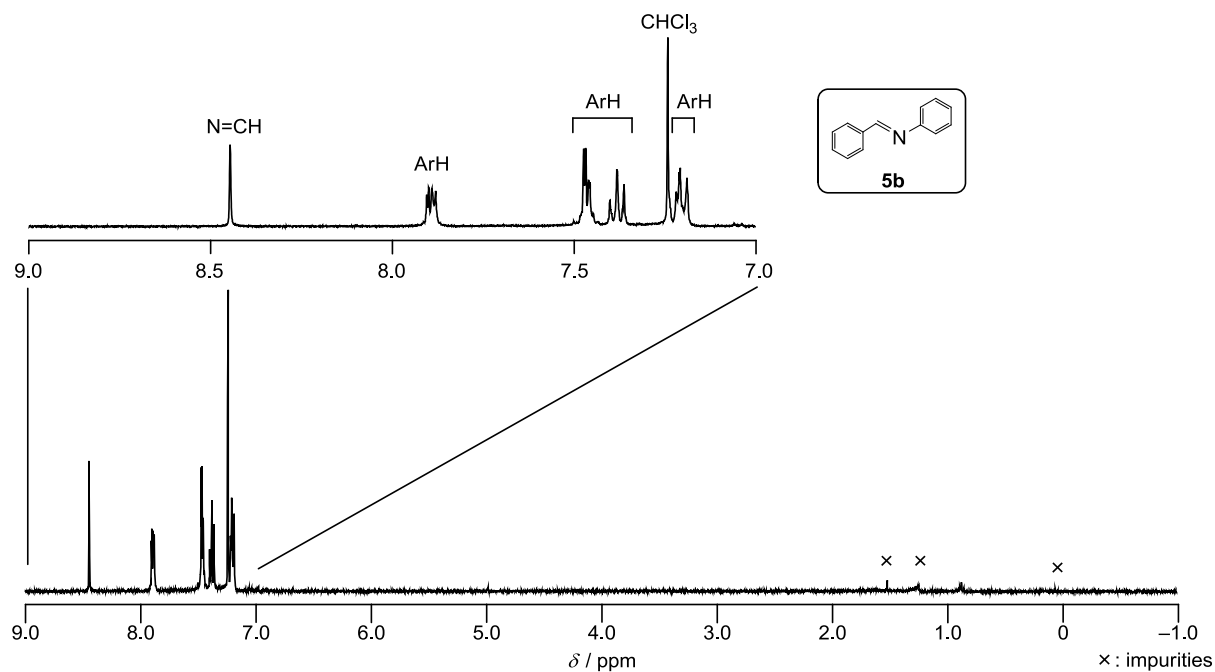 CHCl₃
ArH
ArH
N=CH
ArH
N
5b
9.0 8.5 8.0 7.5 7.0
× × ×
9.0 8.0 7.0 6.0 5.0 4.0 3.0 2.0 1.0 0 –1.0
δ / ppm
× : impurities